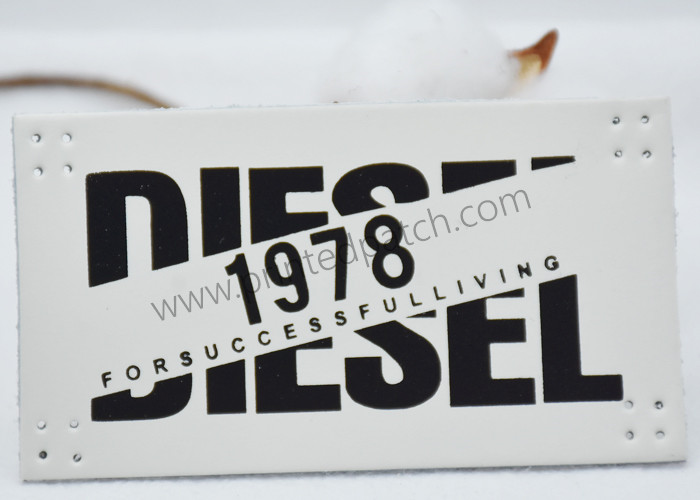 DIESEL
1978
www.printedpatch.com
FORSUCCESSFULLIVING
DIESEL